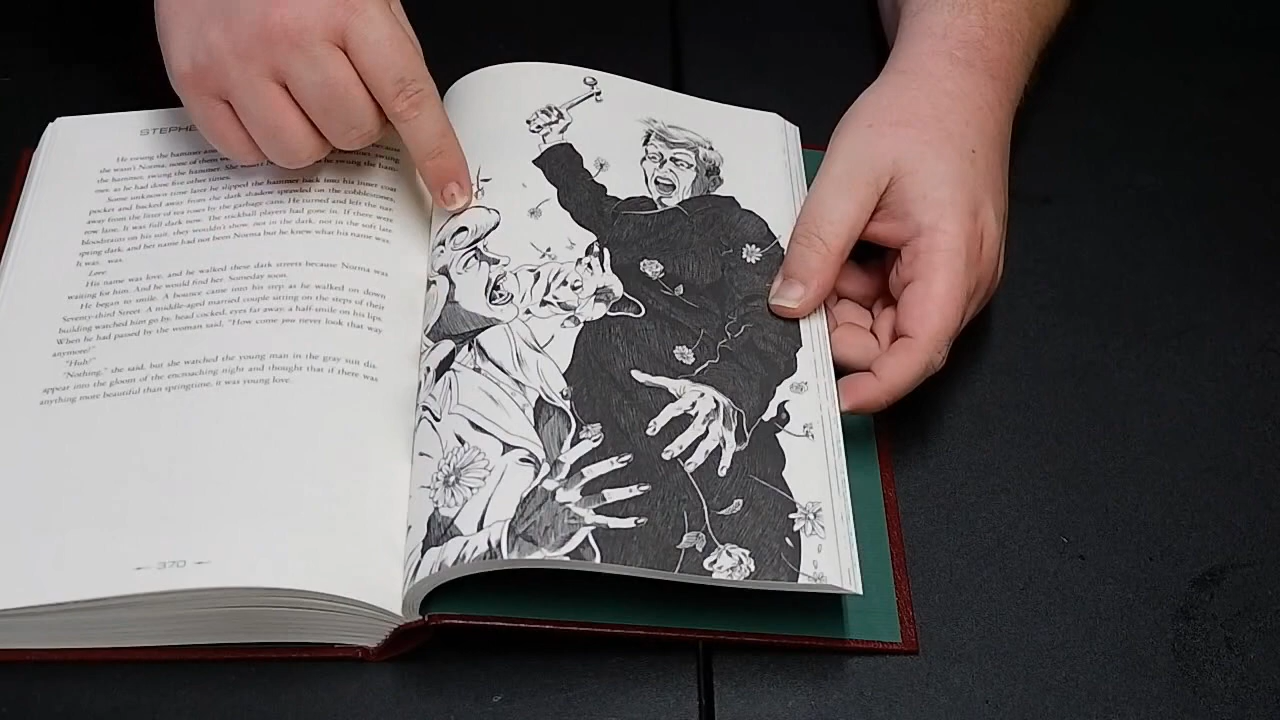 STEPHE
He swung the hammer
because
she wasn't Norma, none of them
swung
the hammer, swung the hammer. She
he swung the ham-
mer as he had done five other times.
Some unknown time later he slipped the hammer back into his inner coat
pocket and backed away from the dark shadow sprawled on the cobblestones,
away from the litter of tea roses by the garbage cans. He turned and left the nar-
row lane. It was full dark now. The stickball players had gone in. If there were
bloodstains on his suit, they wouldn't show, not in the dark, not in the soft late
spring dark, and her name had not been Norma but he knew what his name was.
It was . . . was . . .
Love.
His name was love, and he walked these dark streets because Norma was
waiting for him. And he would find her. Someday soon.
He began to smile. A bounce came into his step as he walked on down
Seventy-third Street. A middle-aged married couple sitting on the steps of their
building watched him go by, head cocked, eyes far away, a half-smile on his lips.
When he had passed by the woman said, "How come you never look that way
anymore?"
"Huh?"
"Nothing," she said, but she watched the young man in the gray suit dis-
appear into the gloom of the encroaching night and thought that if there was
anything more beautiful than springtime, it was young love.
370